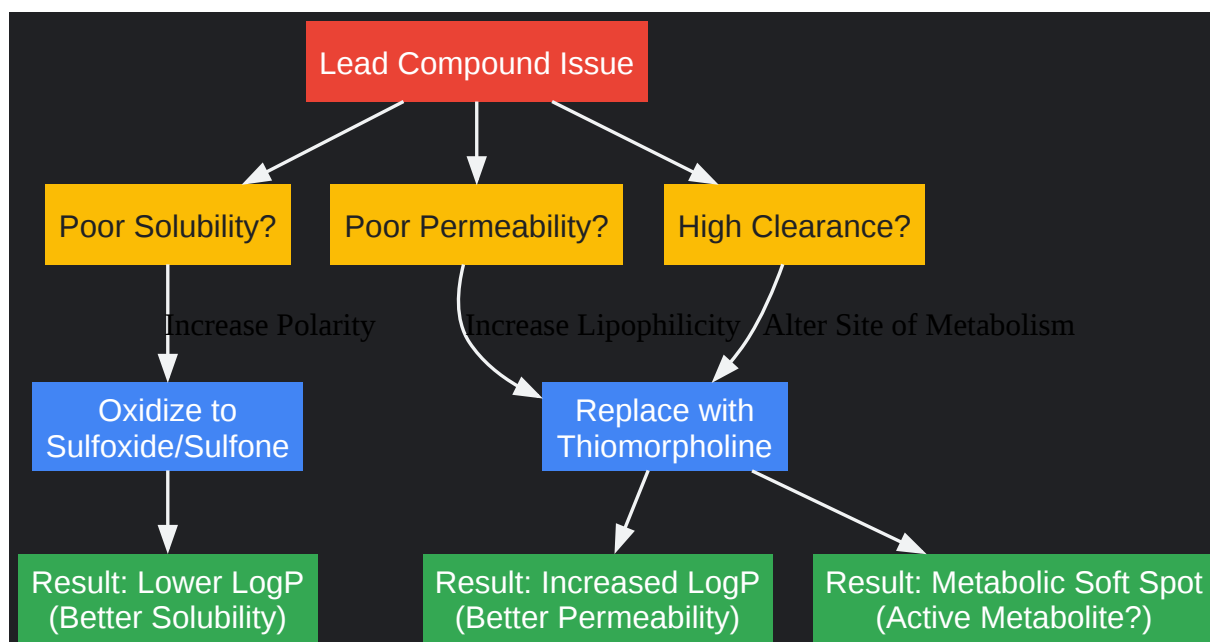 Lead Compound Issue
Poor Solubility?
Poor Permeability?
High Clearance?
Increase Polarity
Increase Lipophilicity
Alter Site of Metabolism
Oxidize to
Sulfoxide/Sulfone
Replace with
Thiomorpholine
Result: Lower LogP
(Better Solubility)
Result: Increased LogP
(Better Permeability)
Result: Metabolic Soft Spot
(Active Metabolite?)